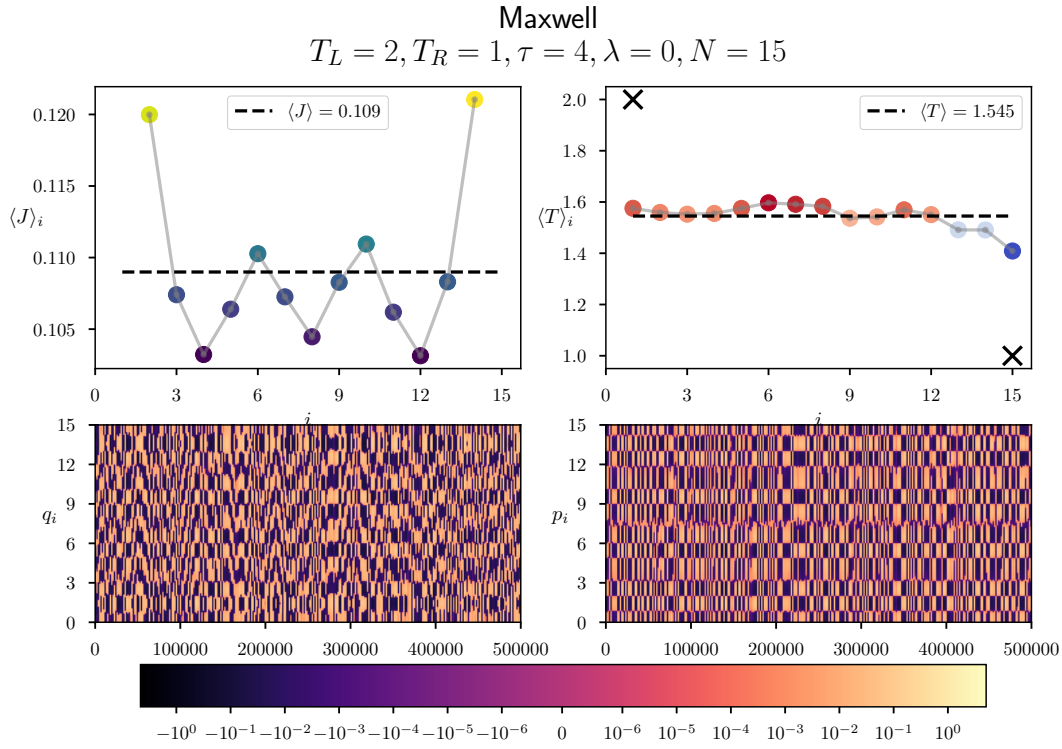 Maxwell
T_L = 2, T_R = 1, τ = 4, λ = 0, N = 15
⟨J⟩ = 0.109
⟨J⟩_i
0.120
0.115
0.110
0.105
0 3 6 9 12 15
i
⟨T⟩ = 1.545
⟨T⟩_i
2.0
1.8
1.6
1.4
1.2
1.0
0 3 6 9 12 15
i
q_i
15
12
9
6
3
0
0 100000 200000 300000 400000 500000
p_i
15
12
9
6
3
0
0 100000 200000 300000 400000 500000
−10⁰ −10⁻¹ −10⁻² −10⁻³ −10⁻⁴ −10⁻⁵ −10⁻⁶ 0 10⁻⁶ 10⁻⁵ 10⁻⁴ 10⁻³ 10⁻² 10⁻¹ 10⁰